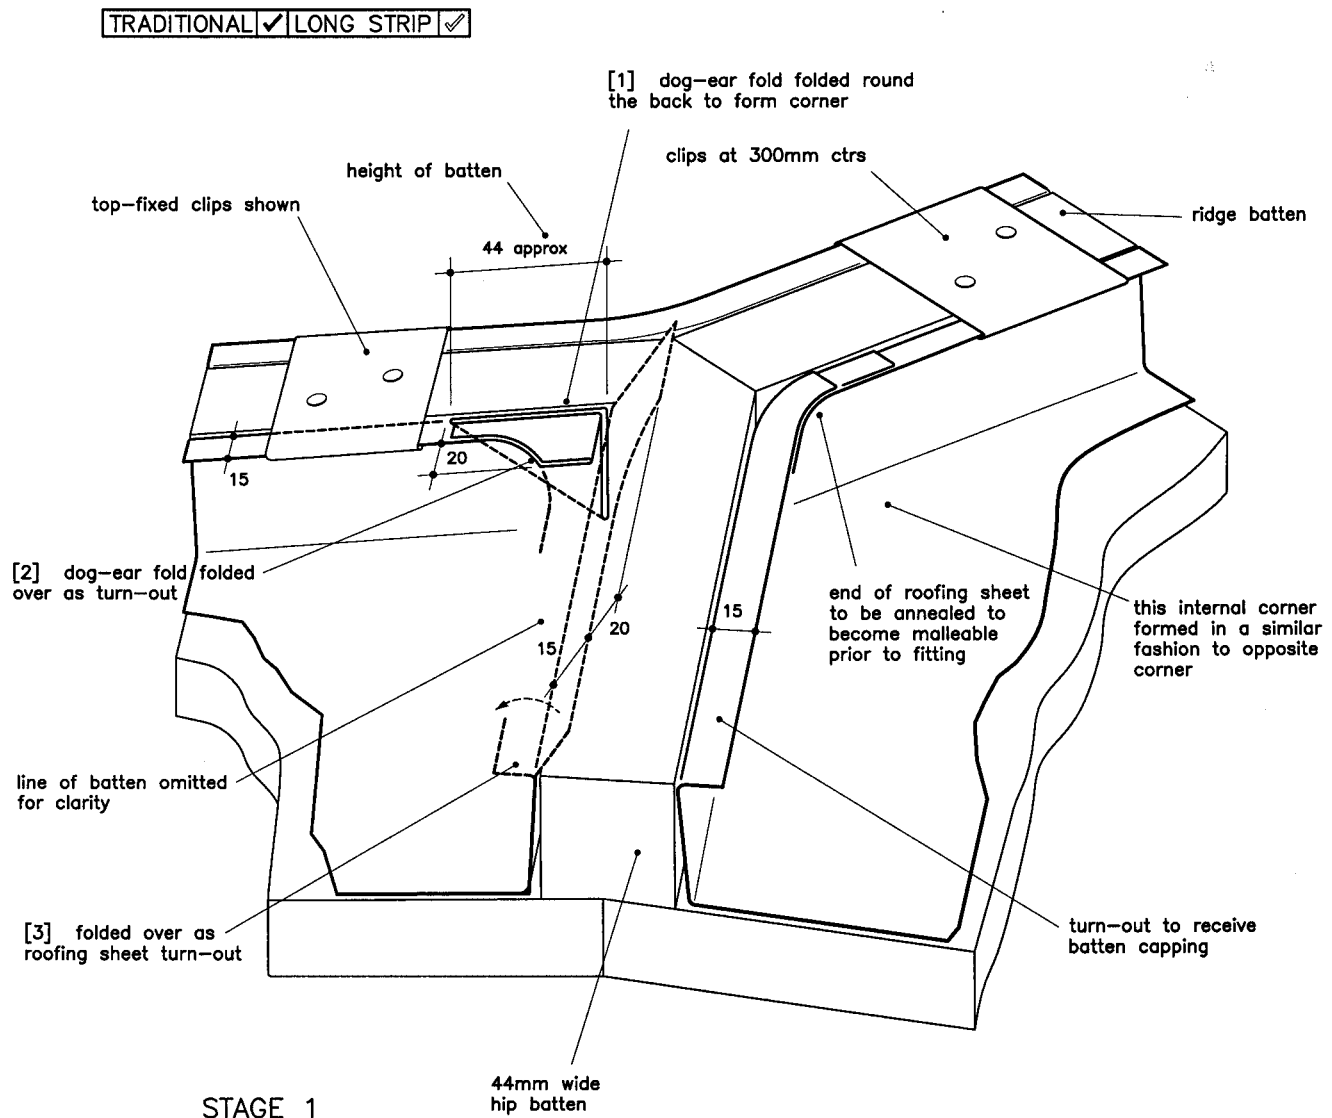 TRADITIONAL ✓ LONG STRIP ✓
[1] dog-ear fold folded round
the back to form corner
clips at 300mm ctrs
height of batten
top-fixed clips shown
ridge batten
44 approx
15
20
[2] dog-ear fold folded
over as turn-out
end of roofing sheet
to be annealed to
become malleable
prior to fitting
this internal corner
formed in a similar
fashion to opposite
corner
15
20
15
line of batten omitted
for clarity
[3] folded over as
roofing sheet turn-out
turn-out to receive
batten capping
44mm wide
hip batten
STAGE 1